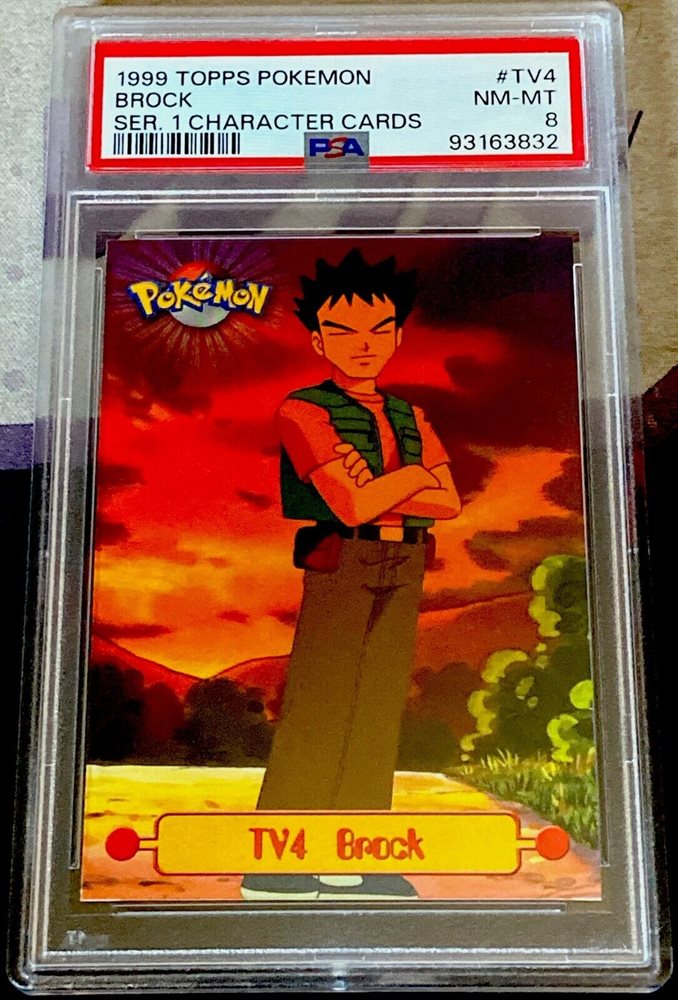 1999 TOPPS POKEMON #TV4
BROCK NM-MT
SER. 1 CHARACTER CARDS 8
PSA 93163832
POKéMON
TV4 Brock